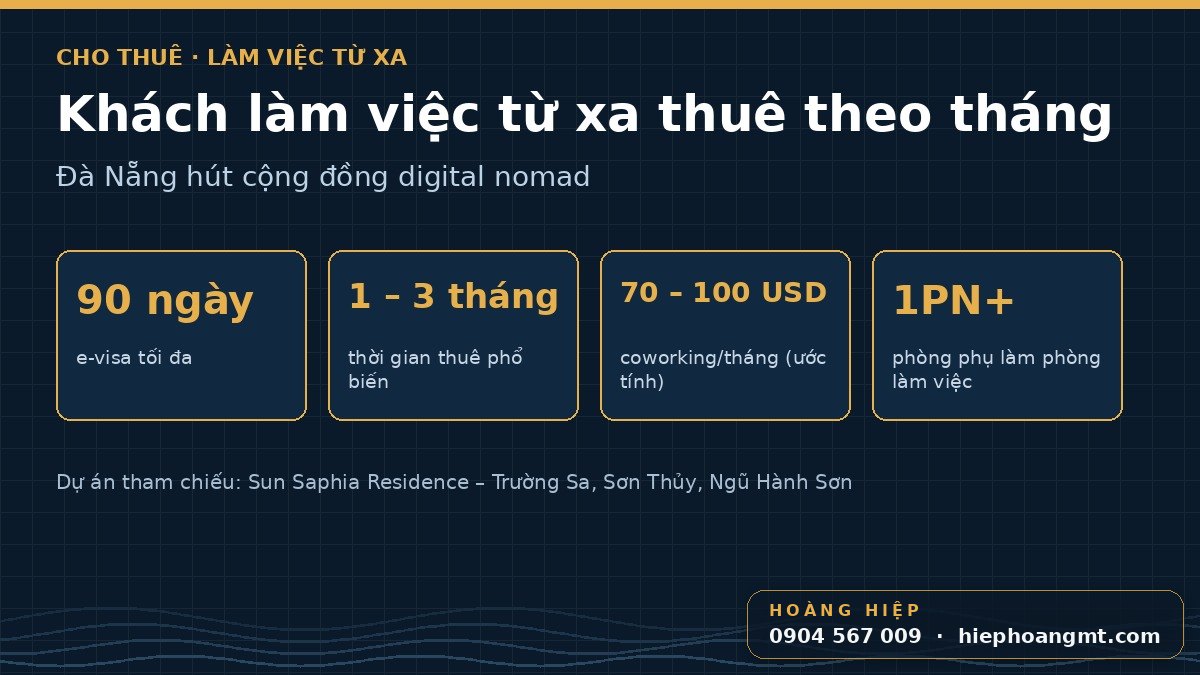 CHO THUÊ · LÀM VIỆC TỪ XA
Khách làm việc từ xa thuê theo tháng
Đà Nẵng hút cộng đồng digital nomad
90 ngày
e-visa tối đa
1 – 3 tháng
thời gian thuê phổ
biến
70 – 100 USD
coworking/tháng (ước
tính)
1PN+
phòng phụ làm phòng
làm việc
Dự án tham chiếu: Sun Saphia Residence – Trường Sa, Sơn Thủy, Ngũ Hành Sơn
HOÀNG HIỆP
0904 567 009 · hiephoangmt.com